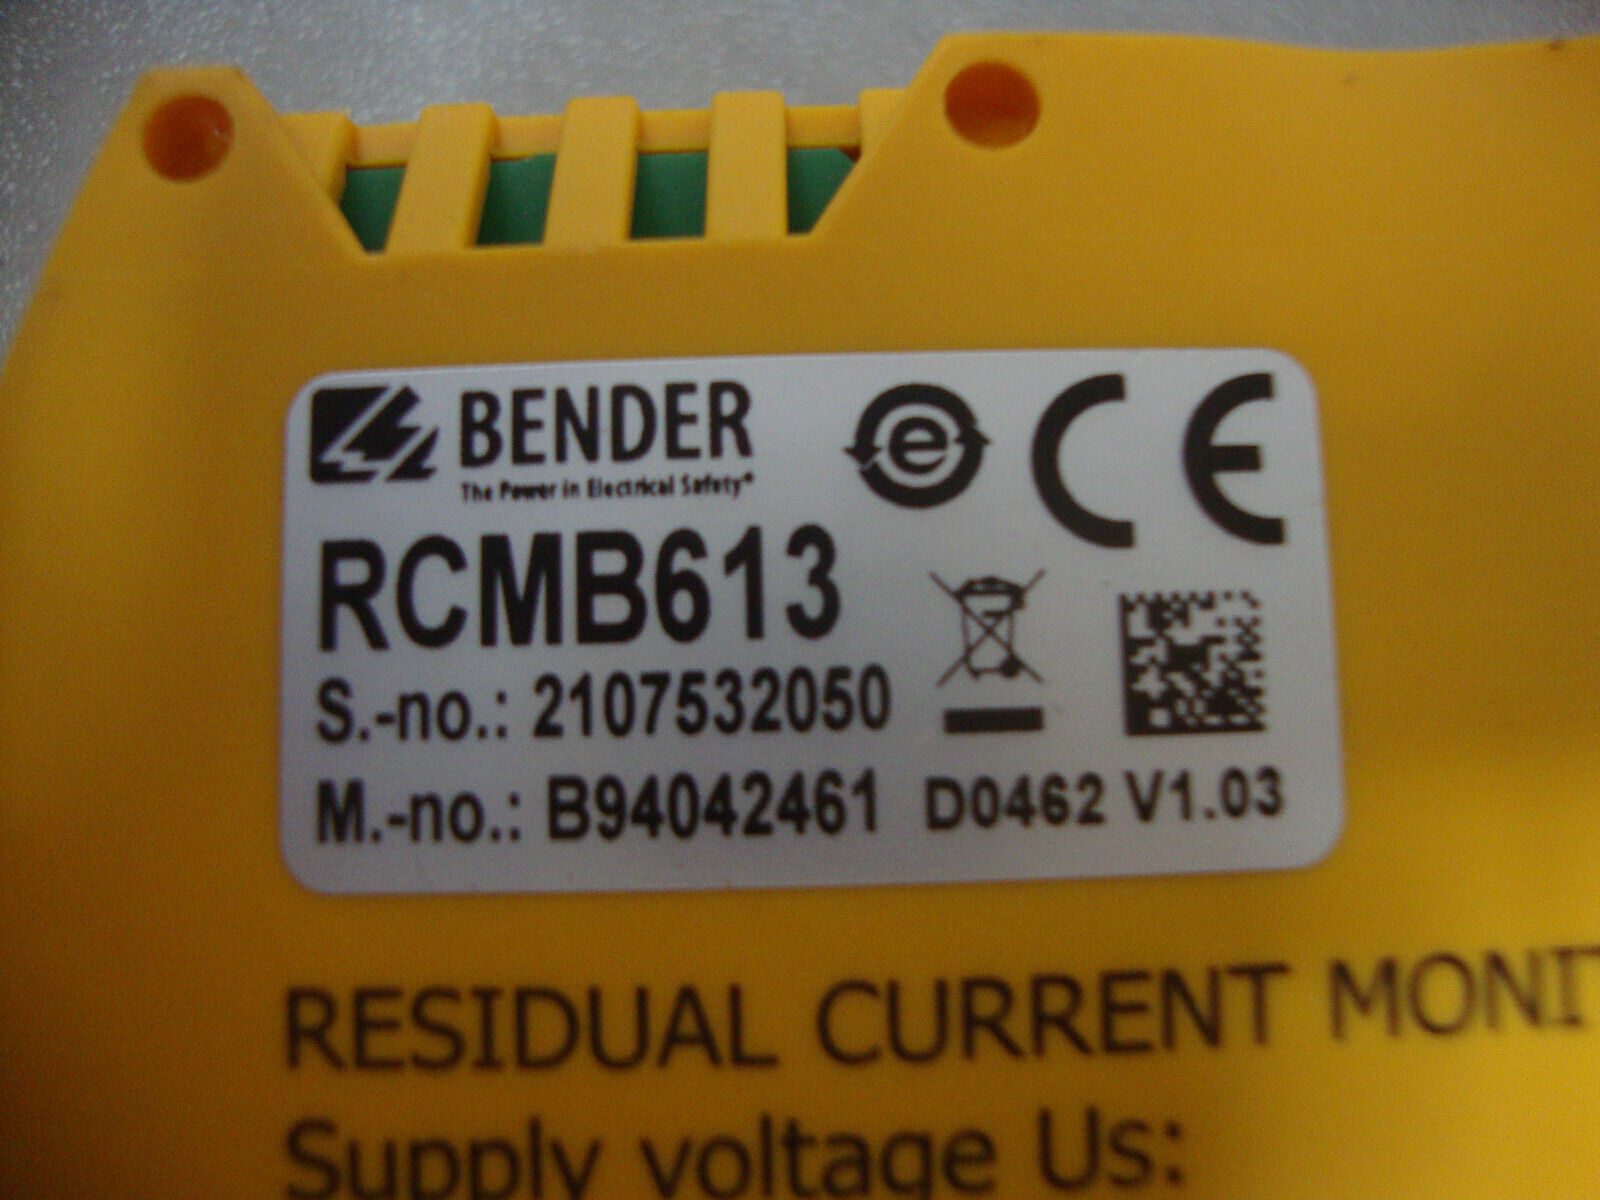 BENDER
The Power in Electrical Safety®
e CE
RCMB613
S.-no.: 2107532050
M.-no.: B94042461 D0462 V1.03
RESIDUAL CURRENT MONIT
Supply voltage Us: